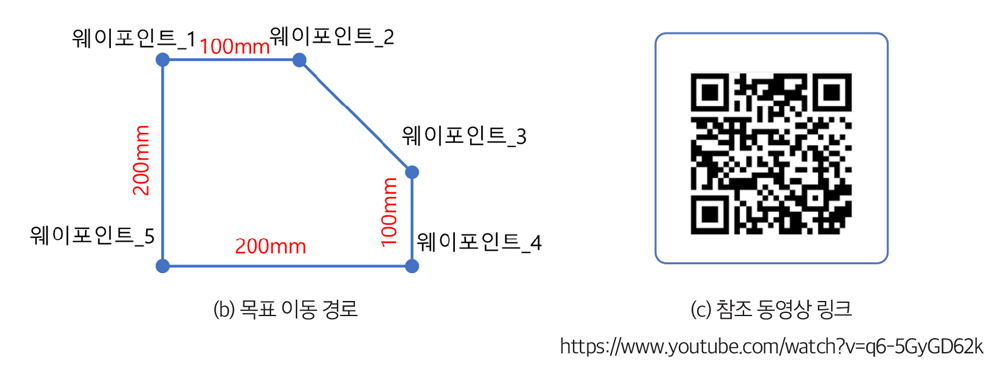 웨이포인트_1
100mm
웨이포인트_2
웨이포인트_3
200mm
100mm
웨이포인트_5
200mm
웨이포인트_4
(b) 목표 이동 경로
(c) 참조 동영상 링크
https://www.youtube.com/watch?v=q6-5GyGD62k